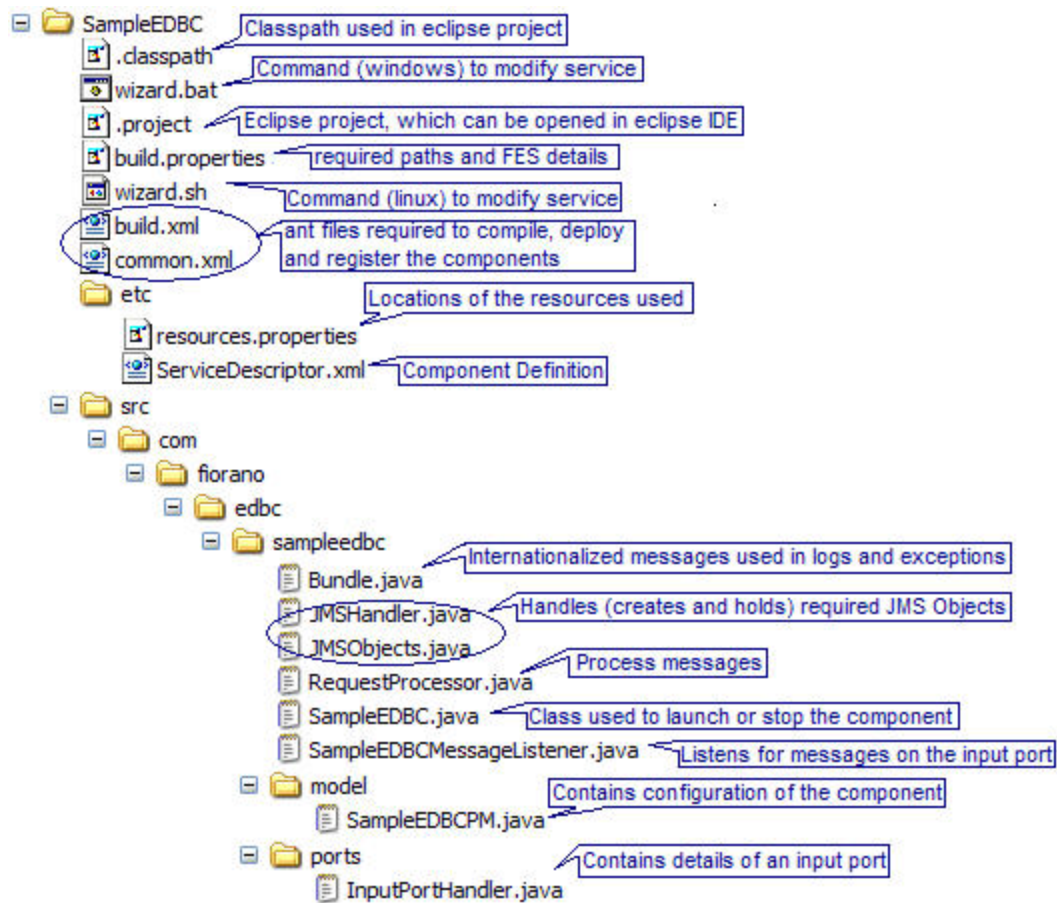 SampleEDBC
Classpath used in eclipse project
.classpath
Command (windows) to modify service
wizard.bat
.project
Eclipse project, which can be opened in eclipse IDE
build.properties
required paths and FES details
wizard.sh
Command (linux) to modify service
build.xml
ant files required to compile, deploy
and register the components
common.xml
etc
Locations of the resources used
resources.properties
ServiceDescriptor.xml
Component Definition
src
com
fiorano
edbc
sampleedbc
Internationalized messages used in logs and exceptions
Bundle.java
JMSHandler.java
Handles (creates and holds) required JMS Objects
JMSObjects.java
Process messages
RequestProcessor.java
SampleEDBC.java
Class used to launch or stop the component
SampleEDBCMessageListener.java
Listens for messages on the input port
model
Contains configuration of the component
SampleEDBCPM.java
ports
Contains details of an input port
InputPortHandler.java